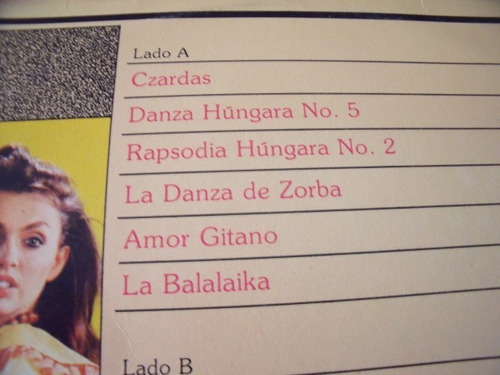 Lado A
Czardas
Danza Húngara No. 5
Rapsodia Húngara No. 2
La Danza de Zorba
Amor Gitano
La Balalaika
Lado B